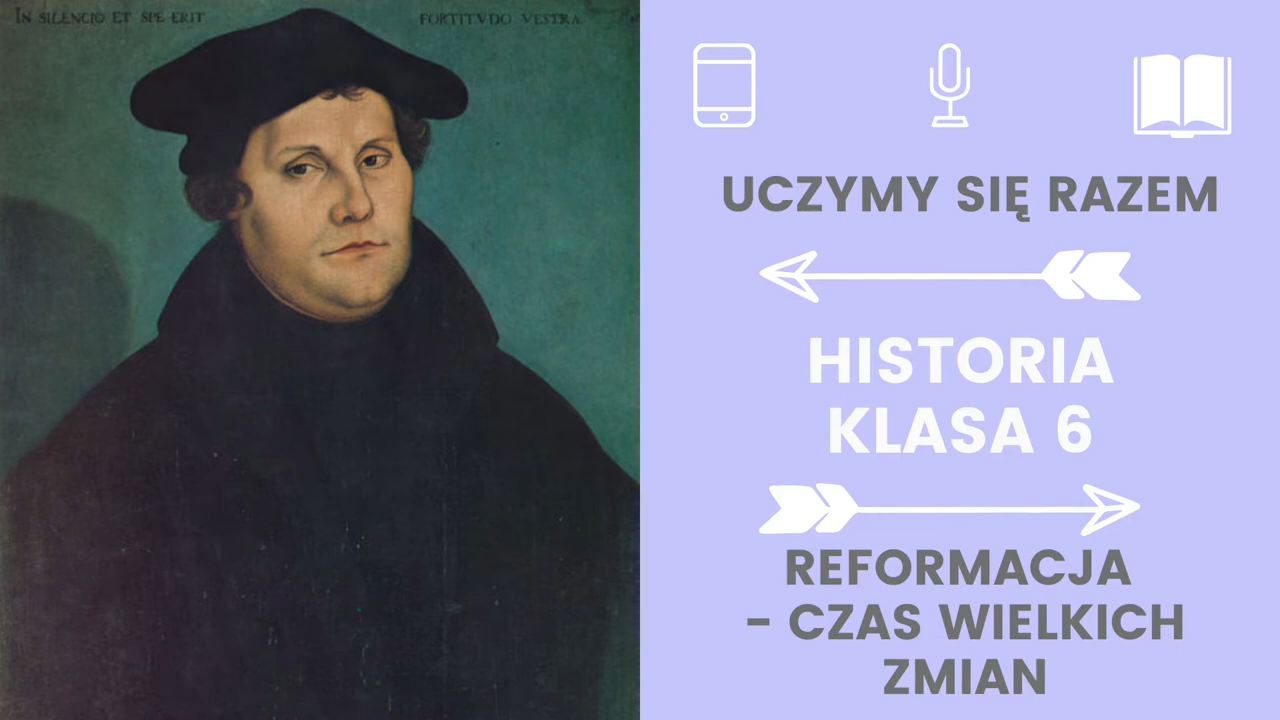 IN SILENCIO ET SPE ERIT
FORTITVDO VESTRA.
UCZYMY SIĘ RAZEM
HISTORIA
KLASA 6
REFORMACJA
- CZAS WIELKICH
ZMIAN